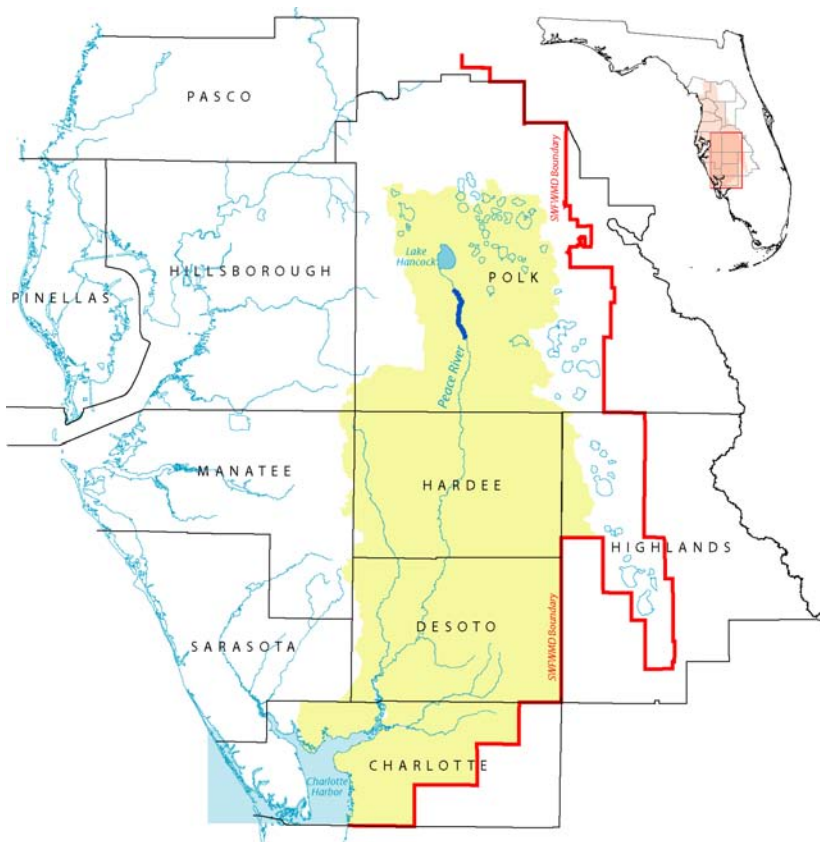 PASCO
SWFWMD Boundary
Lake
Hancock
POLK
HILLSBOROUGH
PINELLAS
Peace River
MANATEE
HARDEE
HIGHLANDS
DESOTO
SWFWMD Boundary
SARASOTA
CHARLOTTE
Charlotte
Harbor